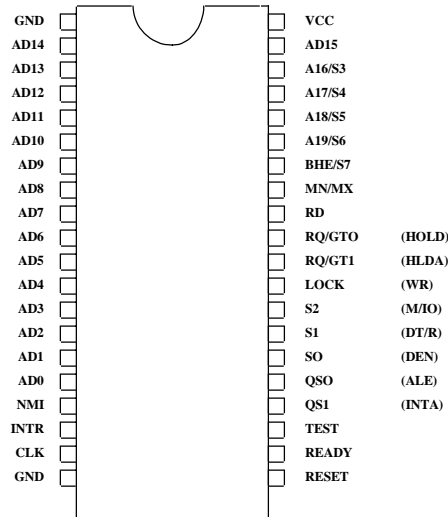 GND VCC
AD14 AD15
AD13 A16/S3
AD12 A17/S4
AD11 A18/S5
AD10 A19/S6
AD9 BHE/S7
AD8 MN/MX
AD7 RD
AD6 RQ/GTO (HOLD)
AD5 RQ/GT1 (HLDA)
AD4 LOCK (WR)
AD3 S2 (M/IO)
AD2 S1 (DT/R)
AD1 SO (DEN)
AD0 QSO (ALE)
NMI QS1 (INTA)
INTR TEST
CLK READY
GND RESET